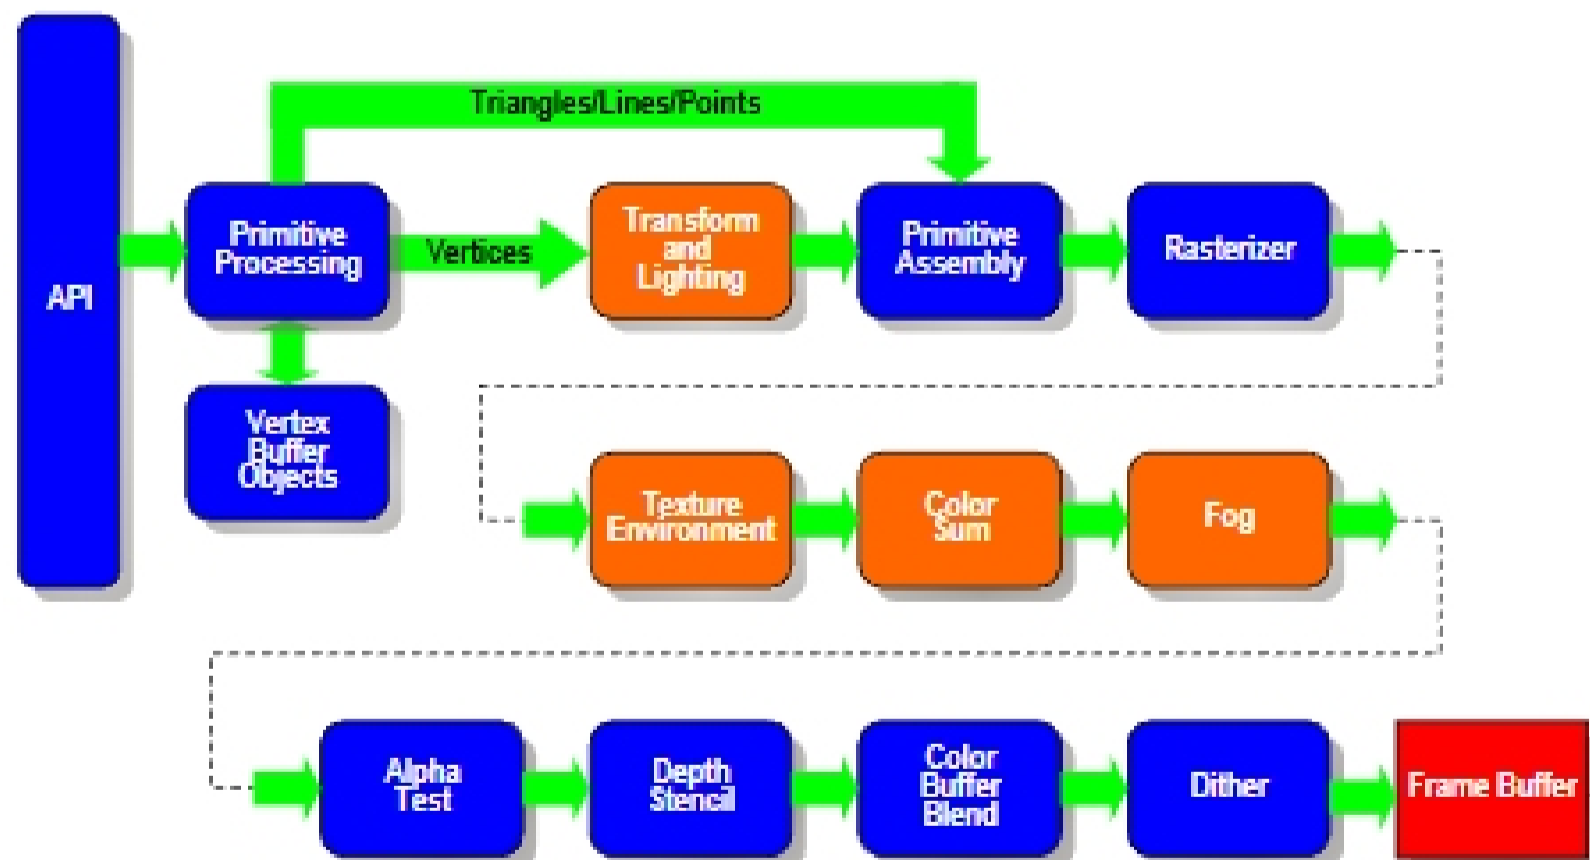 Triangles/Lines/Points
API
Primitive
Processing
Vertices
Transform
and
Lighting
Primitive
Assembly
Rasterizer
Vertex
Buffer
Objects
Texture
Environment
Color
Sum
Fog
Alpha
Test
Depth
Stencil
Color
Buffer
Blend
Dither
Frame Buffer